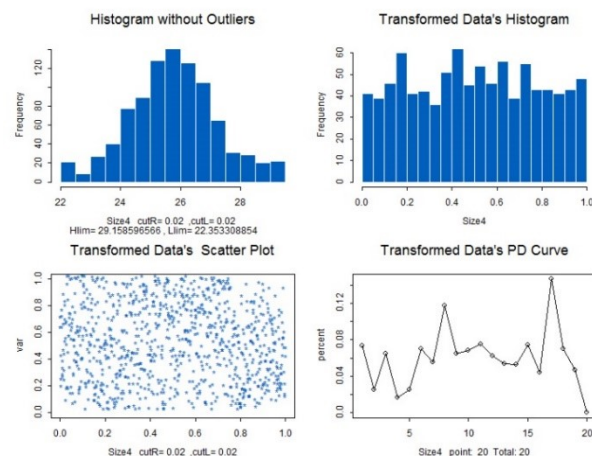 Histogram without Outliers
Frequency
0 20 40 60 80 120
22 24 26 28
Size4 cutR= 0.02 ,cutL= 0.02
Hlim= 29.158596566 , Llim= 22.353308854
Transformed Data's Histogram
Frequency
0 10 20 30 40 50 60
0.0 0.2 0.4 0.6 0.8 1.0
Size4
Transformed Data's Scatter Plot
var
0.0 0.2 0.4 0.6 0.8 1.0
0.0 0.2 0.4 0.6 0.8 1.0
Size4 cutR= 0.02 ,cutL= 0.02
Transformed Data's PD Curve
percent
0.00 0.04 0.08 0.12
5 10 15 20
Size4 point: 20 Total: 20